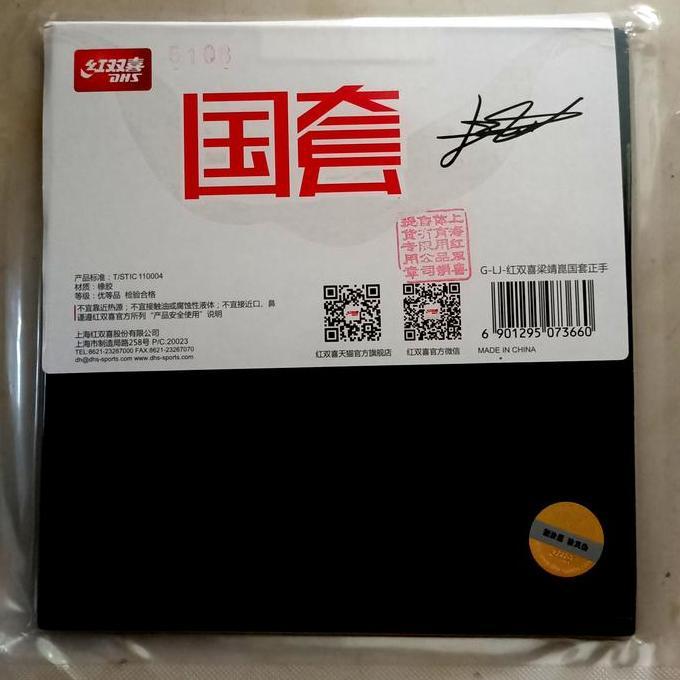 红双喜
DHS
5108
国套
上海红双喜
体育用品销
售有限公司
提货专用章
G-LJ-红双喜梁靖崑国套正手
产品标准：T/STIC 110004
材质：橡胶
等级：优等品 检验合格
不宜靠近热源；不宜接触油或腐蚀性液体；不宜接近口、鼻
请遵守红双喜官方所列“产品安全使用”说明
上海红双喜股份有限公司
上海市制造局路258号 P/C:20023
TEL:8621-23267000 FAX:8621-23267070
dh@dhs-sports.com www.dhs-sports.com
红双喜天猫官方旗舰店
红双喜官方微信
6 901295 073660
MADE IN CHINA